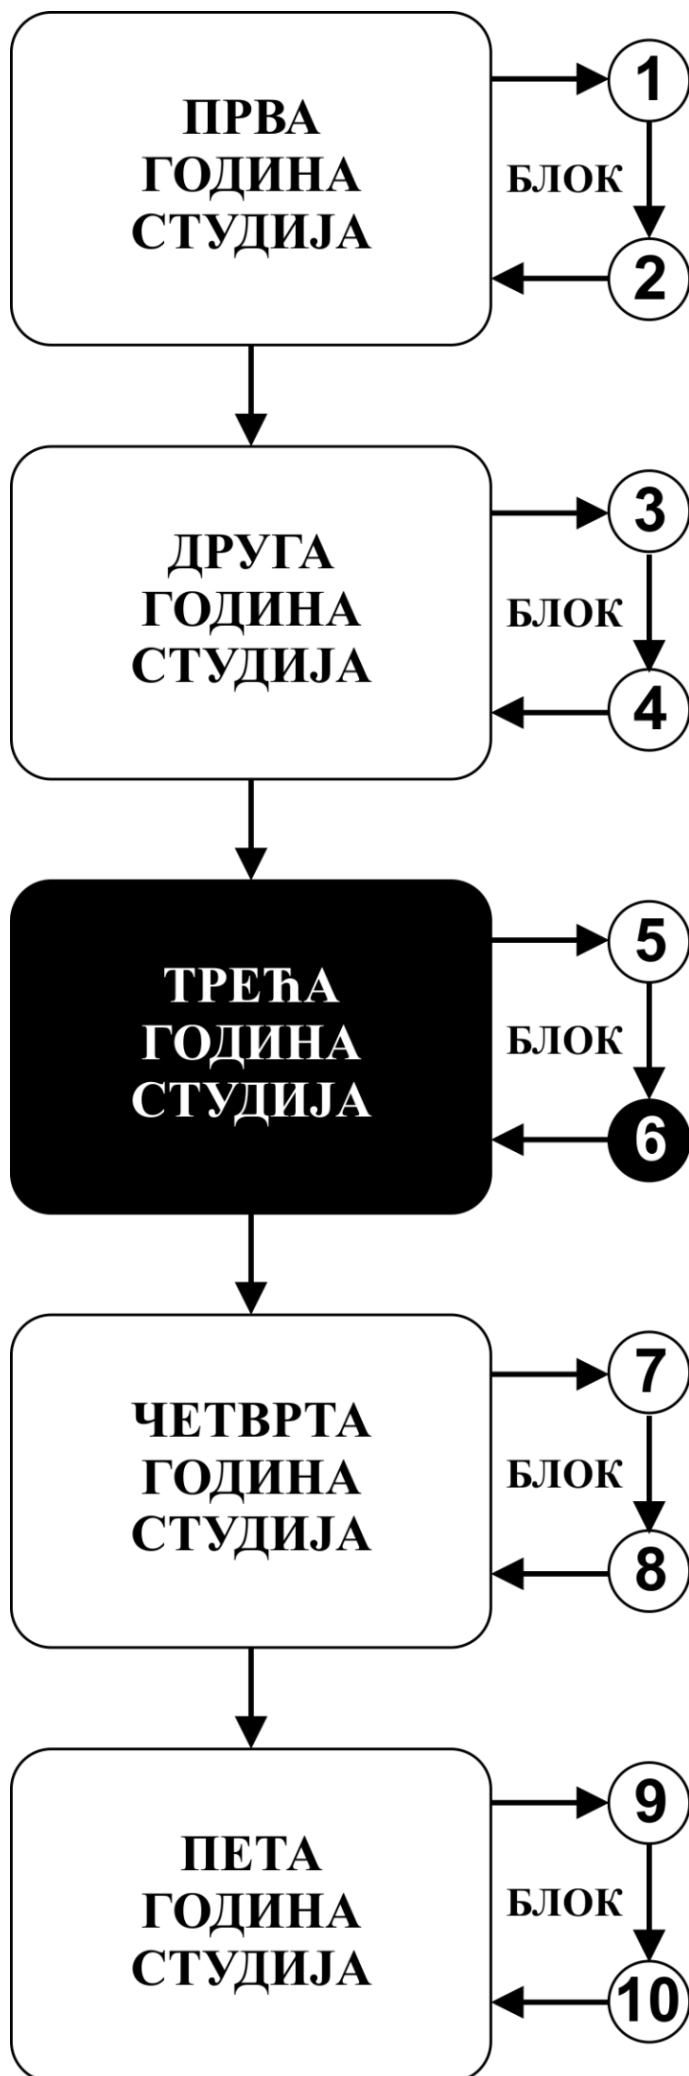 ПРВА
ГОДИНА
СТУДИЈА
1
БЛОК
2
ДРУГА
ГОДИНА
СТУДИЈА
3
БЛОК
4
ТРЕЋА
ГОДИНА
СТУДИЈА
5
БЛОК
6
ЧЕТВРТА
ГОДИНА
СТУДИЈА
7
БЛОК
8
ПЕТА
ГОДИНА
СТУДИЈА
9
БЛОК
10